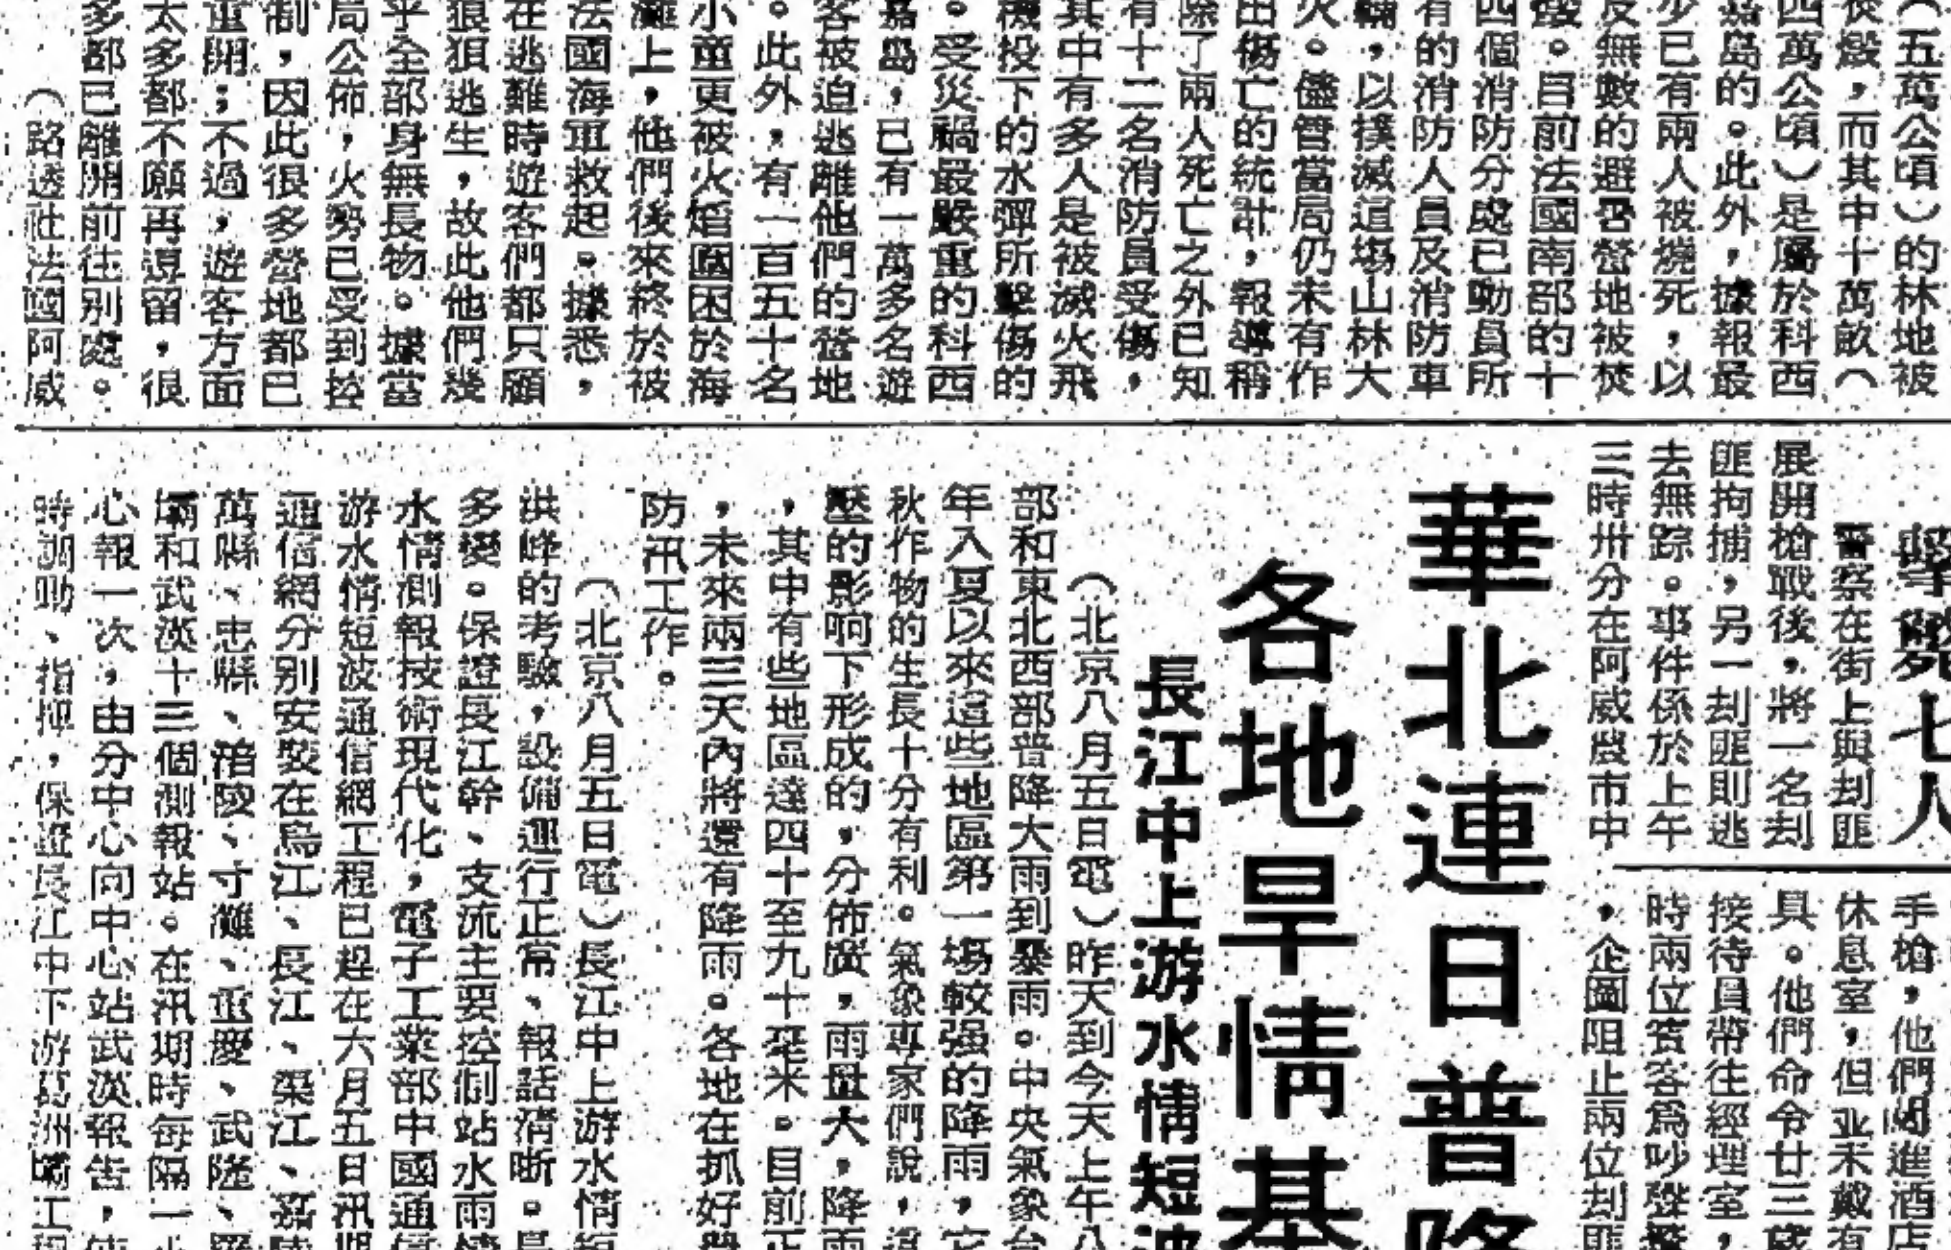 （五萬公頃）的林地被
焚燬，而其中十萬畝（
四萬公頃）是屬於科西
嘉島的。此外，據報最
少已有兩人被燒死，以
及無數的避暑營地被焚
燬。目前法國南部的十
四個消防分處已動員所
有的消防人員及消防車
輛，以撲滅這場山林大
火。儘管當局仍未有作
出傷亡的統計，報導稱
除了兩人死亡之外已知
有十二名消防員受傷，
其中有多人是被滅火飛
機投下的水彈所擊傷的
。受災禍最嚴重的科西
嘉島，已有一萬多名遊
客被迫逃離他們的營地
。此外，有一百五十名
小童更被火焰圍困於海
灘上，他們後來終於被
法國海軍救起。據悉，
在逃難時遊客們都只顧
狼狽逃生，故此他們幾
乎全部身無長物。據當
局公佈，火勢已受到控
制，因此很多營地都已
重開；不過，遊客方面
太多都不願再逗留，很
多都已離開前往别處。
（路透社法國阿威
擊斃七人
警察在街上與刦匪
展開槍戰後，將一名刦
匪拘捕，另一刦匪則逃
去無踪。事件係於上午
三時卅分在阿威農市中
手槍，他們闖進酒店
休息室，但並未戴有
具。他們命令廿三歲
接待員帶往經理室，
時兩位賓客爲吵聲擾
，企圖阻止兩位刦匪
華北連日普降
各地旱情基
長江中上游水情短波
（北京八月五日電）昨天到今天上午八
部和東北西部普降大雨到暴雨。中央氣象台
年入夏以來這些地區第一塲較强的降雨，它
秋作物的生長十分有利。氣象專家們說，這
壓的影响下形成的，分佈廣，雨量大，降雨
，其中有些地區達四十至九十毫米。目前正
，未來兩三天內將還有降雨。各地在抓好
防汛工作。
（北京八月五日電）長江中上游水情短
洪峰的考驗，設備運行正常、報話清晰。
多變。保證長江幹、支流主要控制站水雨情
水情測報技術現代化，電子工業部中國通信
游水情短波通信網工程已趕在六月五日汛期
通信網分别安裝在烏江、長江、渠江、嘉陵
萬縣、忠縣、涪陵、寸灘、重慶、武隆、羅
壩和武漢十三個測報站。在汛期時每隔一小
心報一次，由分中心向中心站武漢報告，使
時調動、指揮，保證長江中下游葛洲壩工程